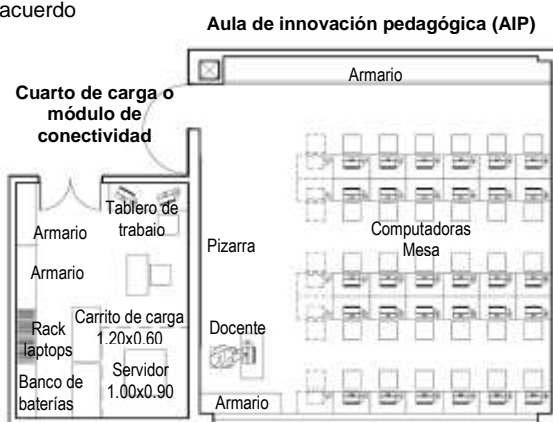 acuerdo
Aula de innovación pedagógica (AIP)
Armario
Cuarto de carga o
módulo de
conectividad
Tablero de
trabajo
Armario
Armario
Computadoras
Mesa
Pizarra
Carrito de carga
1.20x0.60
Rack
laptops
Docente
Servidor
1.00x0.90
Banco de
baterías
Armario